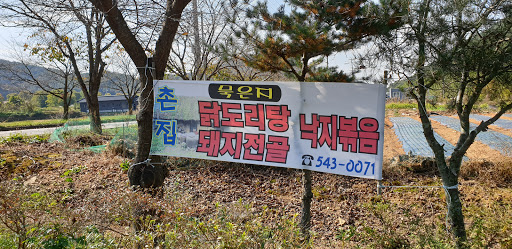 촌집
묵은지
닭도리탕
돼지전골
낙지볶음
☎543-0071